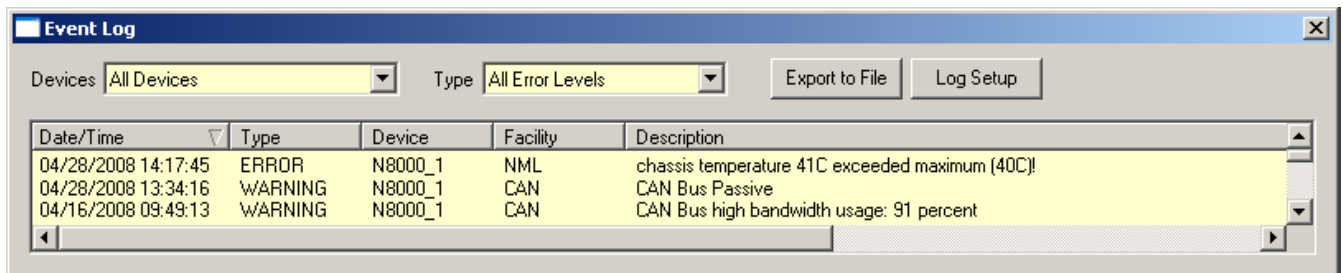 Event Log
Devices All Devices Type All Error Levels Export to File Log Setup
Date/Time Type Device Facility Description
04/28/2008 14:17:45 ERROR N8000_1 NML chassis temperature 41C exceeded maximum (40C)!
04/28/2008 13:34:16 WARNING N8000_1 CAN CAN Bus Passive
04/16/2008 09:49:13 WARNING N8000_1 CAN CAN Bus high bandwidth usage: 91 percent